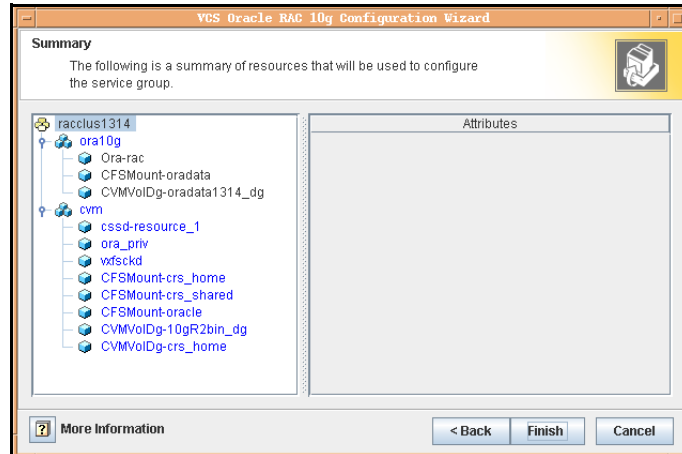 VCS Oracle RAC 10g Configuration Wizard
Summary
The following is a summary of resources that will be used to configure
the service group.
racclus1314
ora10g
Ora-rac
CFSMount-oradata
CVMVolDg-oradata1314_dg
cvm
cssd-resource_1
ora_priv
vxfsckd
CFSMount-crs_home
CFSMount-crs_shared
CFSMount-oracle
CVMVolDg-10gR2bin_dg
CVMVolDg-crs_home
Attributes
? More Information
< Back Finish Cancel